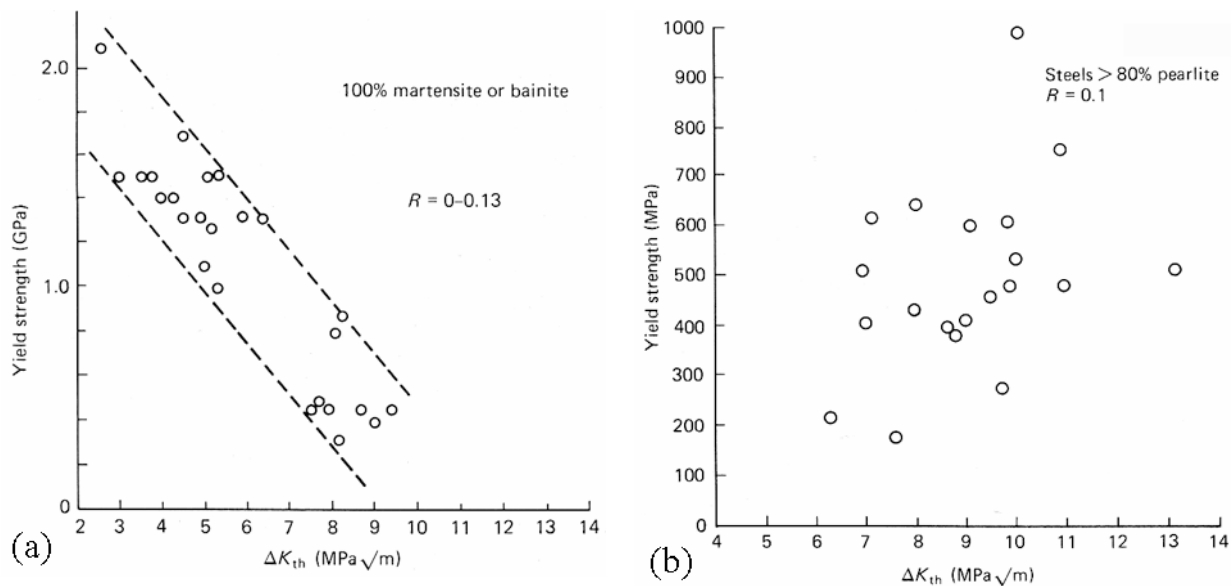 2.0
1.0
0
2 3 4 5 6 7 8 9 10 11 12 13 14
Yield strength (GPa)
ΔKth (MPa√m)
100% martensite or bainite
R = 0–0.13
(a)
1000
900
800
700
600
500
400
300
200
100
0
4 5 6 7 8 9 10 11 12 13 14
Yield strength (MPa)
ΔKth (MPa√m)
Steels > 80% pearlite
R = 0.1
(b)